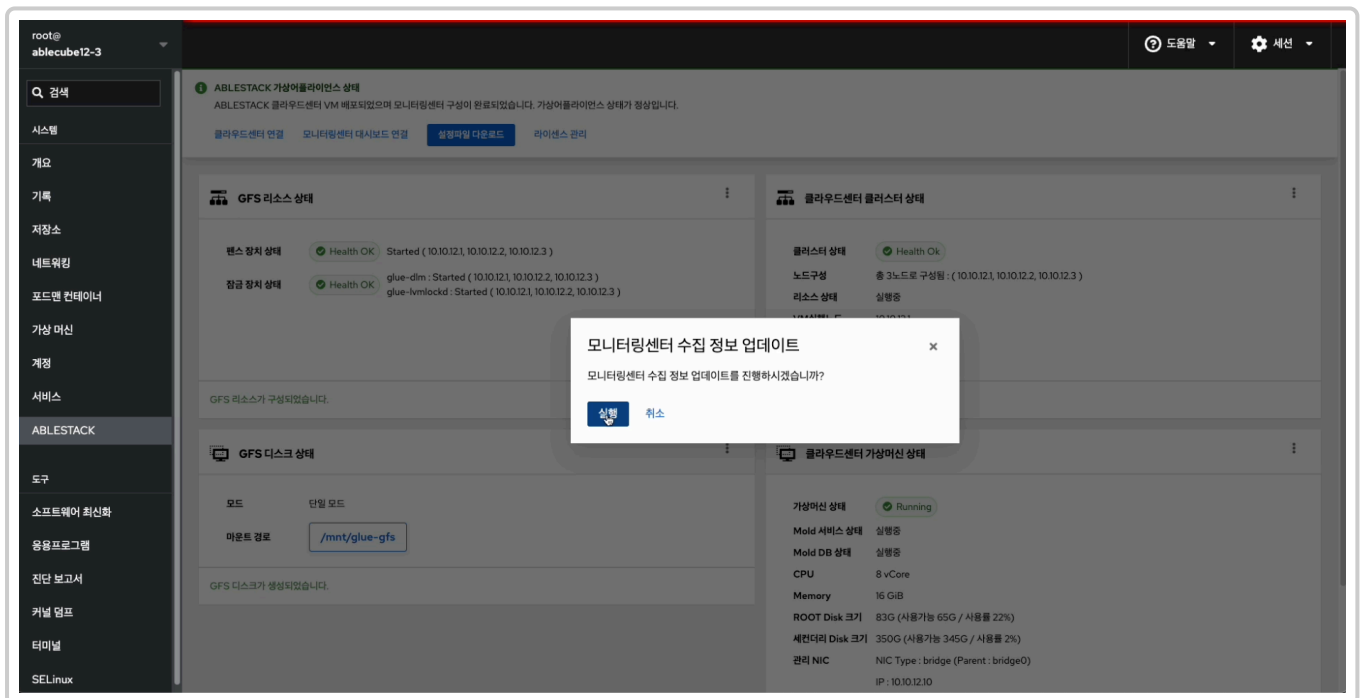 root@
ablecube12-3
도움말
세션
검색
시스템
개요
기록
저장소
네트워킹
포드맨 컨테이너
가상 머신
계정
서비스
ABLESTACK
도구
소프트웨어 최신화
응용프로그램
진단 보고서
커널 덤프
터미널
SELinux
ABLESTACK 가상어플라이언스 상태
ABLESTACK 클라우드센터 VM 배포되었으며 모니터링센터 구성이 완료되었습니다. 가상어플라이언스 상태가 정상입니다.
클라우드센터 연결 모니터링센터 대시보드 연결 설정파일 다운로드 라이센스 관리
GFS 리소스 상태
펜스 장치 상태 Health OK Started ( 10.10.12.1, 10.10.12.2, 10.10.12.3 )
잠금 장치 상태 Health OK glue-dlm : Started ( 10.10.12.1, 10.10.12.2, 10.10.12.3 )
glue-lvmlockd : Started ( 10.10.12.1, 10.10.12.2, 10.10.12.3 )
GFS 리소스가 구성되었습니다.
클라우드센터 클러스터 상태
클러스터 상태 Health Ok
노드구성 총 3노드로 구성됨 : ( 10.10.12.1, 10.10.12.2, 10.10.12.3 )
리소스 상태 실행중
모니터링센터 수집 정보 업데이트
모니터링센터 수집 정보 업데이트를 진행하시겠습니까?
실행 취소
GFS 디스크 상태
모드 단일 모드
마운트 경로 /mnt/glue-gfs
GFS 디스크가 생성되었습니다.
클라우드센터 가상머신 상태
가상머신 상태 Running
Mold 서비스 상태 실행중
Mold DB 상태 실행중
CPU 8 vCore
Memory 16 GiB
ROOT Disk 크기 83G (사용가능 65G / 사용률 22%)
세컨더리 Disk 크기 350G (사용가능 345G / 사용률 2%)
관리 NIC NIC Type : bridge (Parent : bridge0)
IP : 10.10.12.10